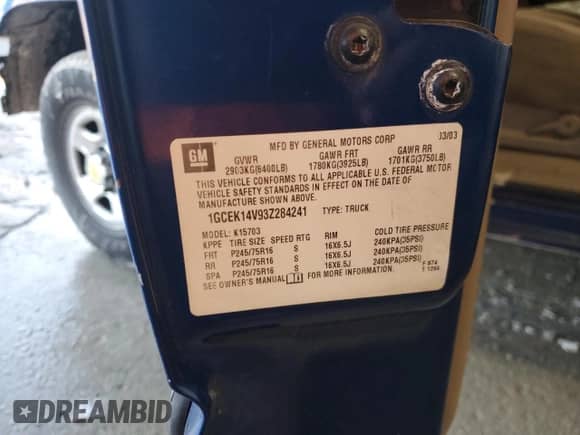 GM
MFD BY GENERAL MOTORS CORP 03/03
GVWR GAWR FRT GAWR RR
2903KG(6400LB) 1780KG(3925LB) 1701KG(3750LB)
THIS VEHICLE CONFORMS TO ALL APPLICABLE U.S. FEDERAL MOTOR
VEHICLE SAFETY STANDARDS IN EFFECT ON THE DATE OF
MANUFACTURE SHOWN ABOVE.
1GCEK14V93Z284241 TYPE: TRUCK
MODEL: K15703
KPPE TIRE SIZE SPEED RTG RIM COLD TIRE PRESSURE
FRT P245/75R16 S 16X6.5J 240KPA(35PSI)
RR P245/75R16 S 16X6.5J 240KPA(35PSI)
SPA P245/75R16 S 16X6.5J 240KPA(35PSI)
SEE OWNER'S MANUAL FOR MORE INFORMATION.
DREAMBID